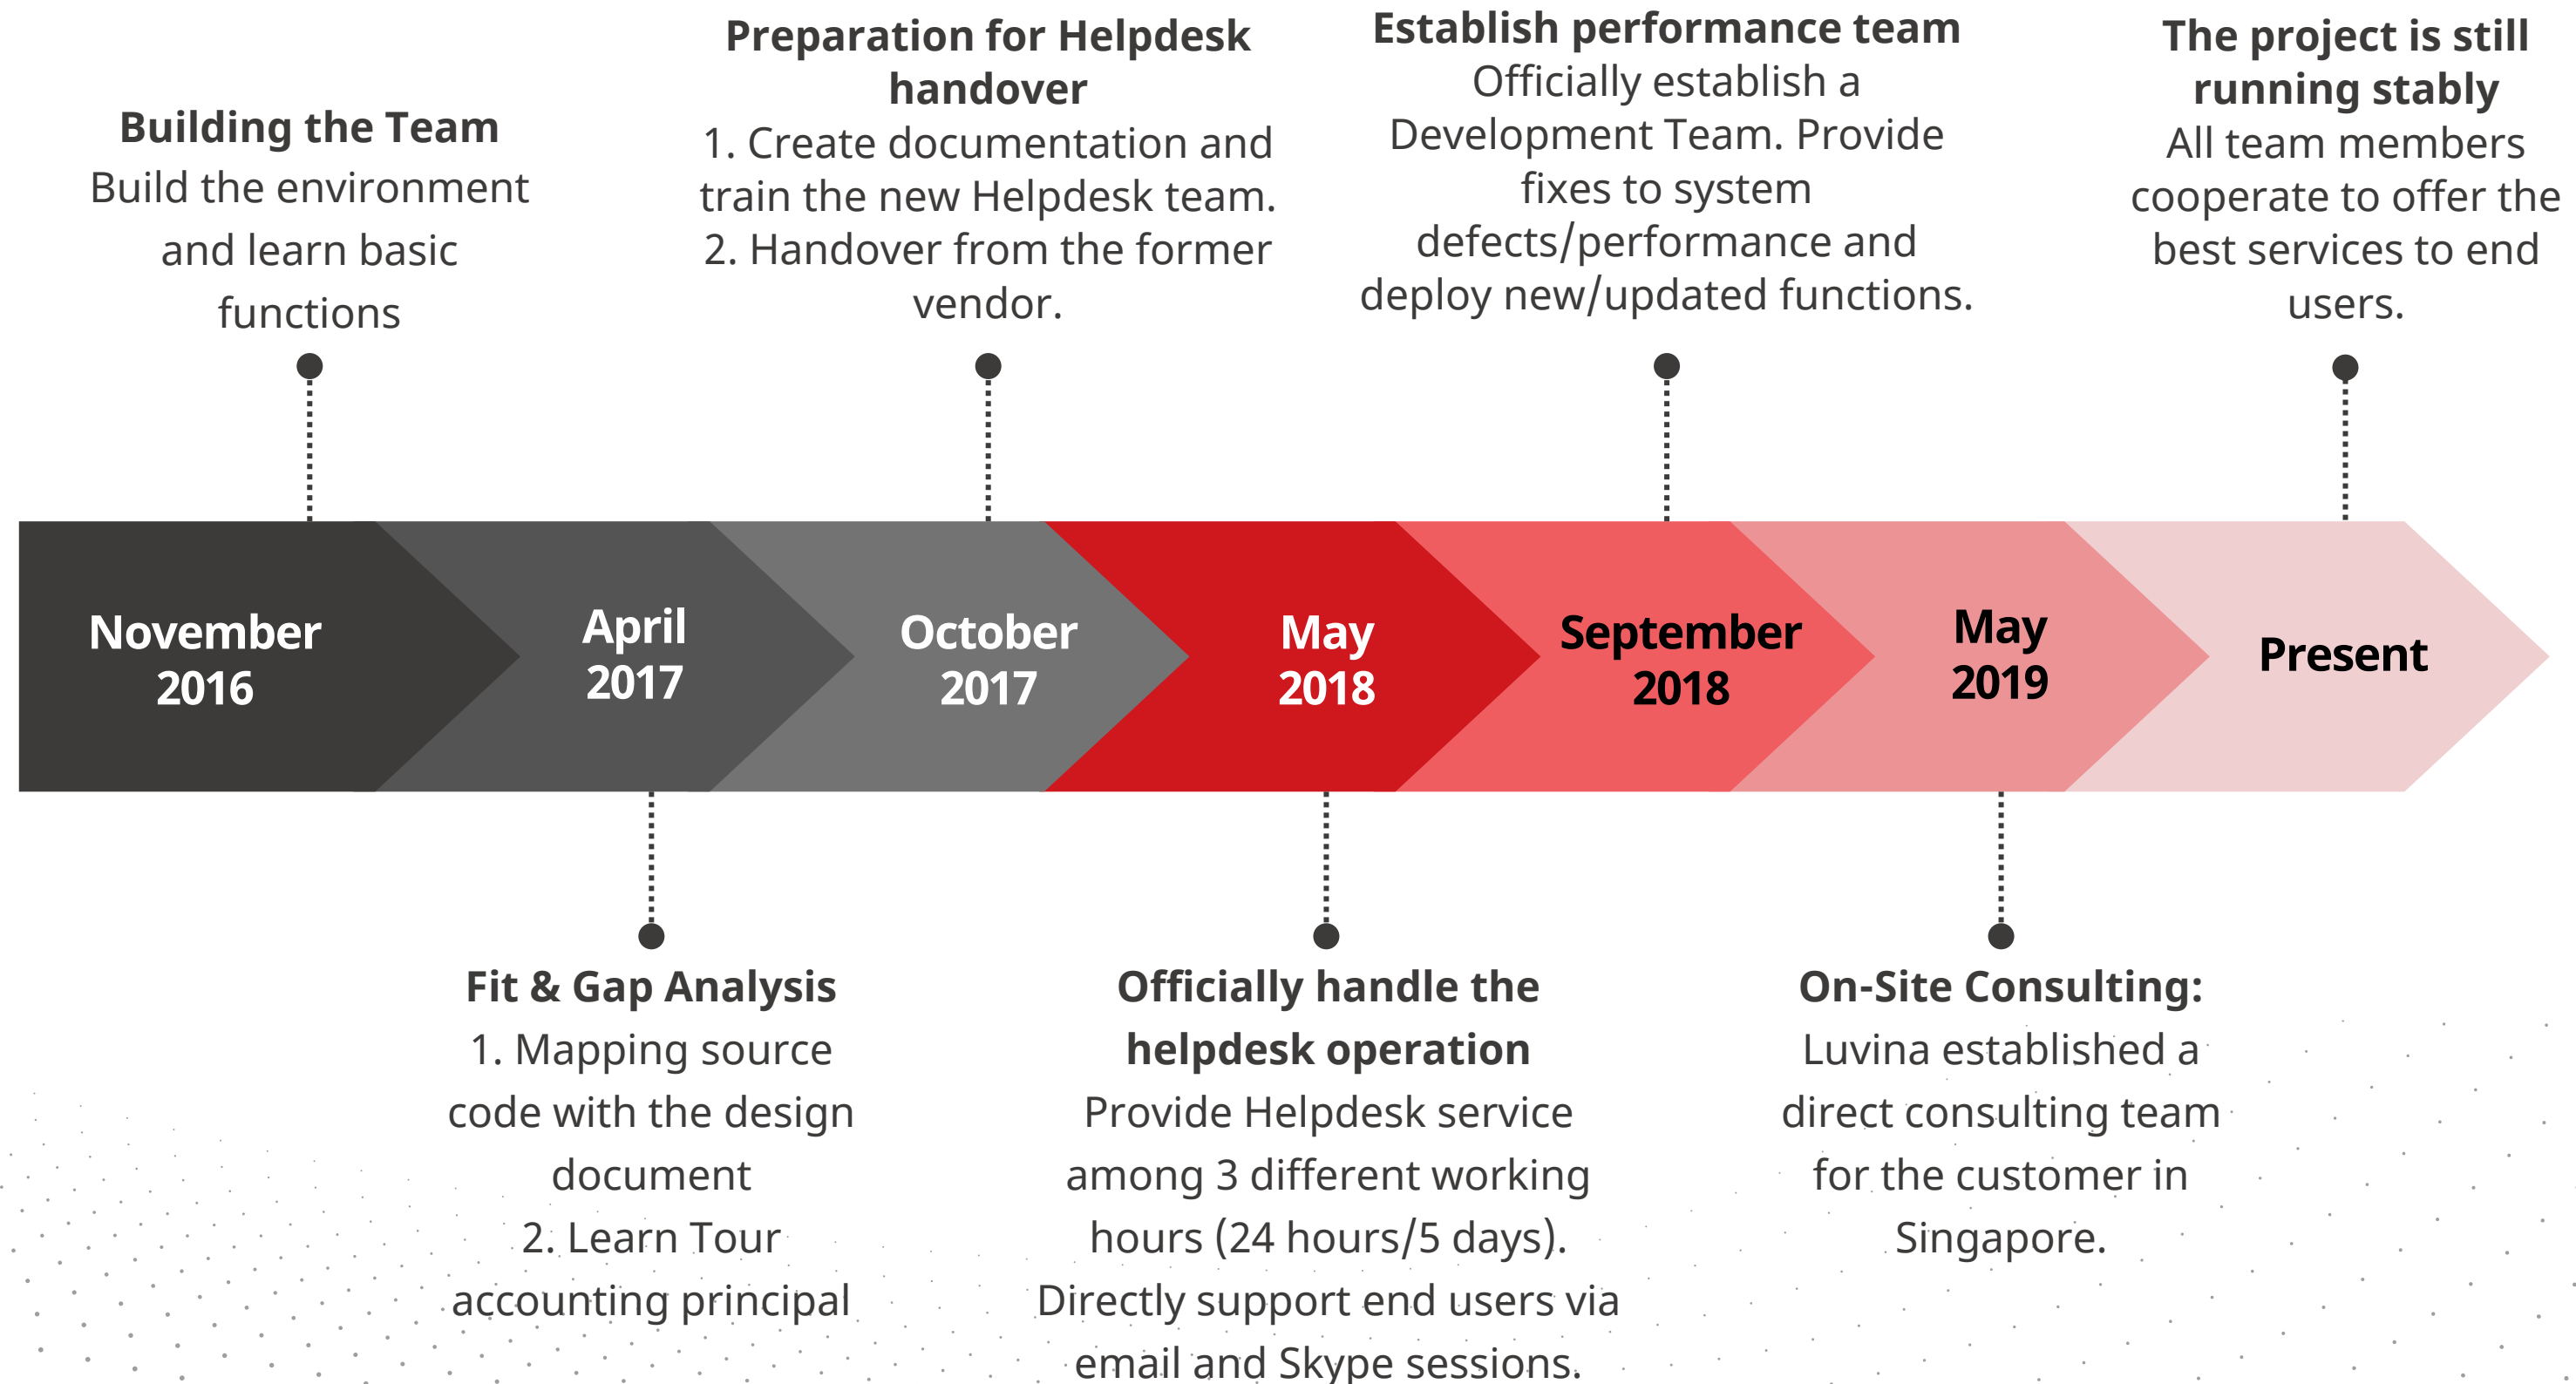 Building the Team
Build the environment
and learn basic
functions
Preparation for Helpdesk
handover
1. Create documentation and
train the new Helpdesk team.
2. Handover from the former
vendor.
Establish performance team
Officially establish a
Development Team. Provide
fixes to system
defects/performance and
deploy new/updated functions.
The project is still
running stably
All team members
cooperate to offer the
best services to end
users.
November
2016
April
2017
October
2017
May
2018
September
2018
May
2019
Present
Fit & Gap Analysis
1. Mapping source
code with the design
document
2. Learn Tour
accounting principal
Officially handle the
helpdesk operation
Provide Helpdesk service
among 3 different working
hours (24 hours/5 days).
Directly support end users via
email and Skype sessions.
On-Site Consulting:
Luvina established a
direct consulting team
for the customer in
Singapore.